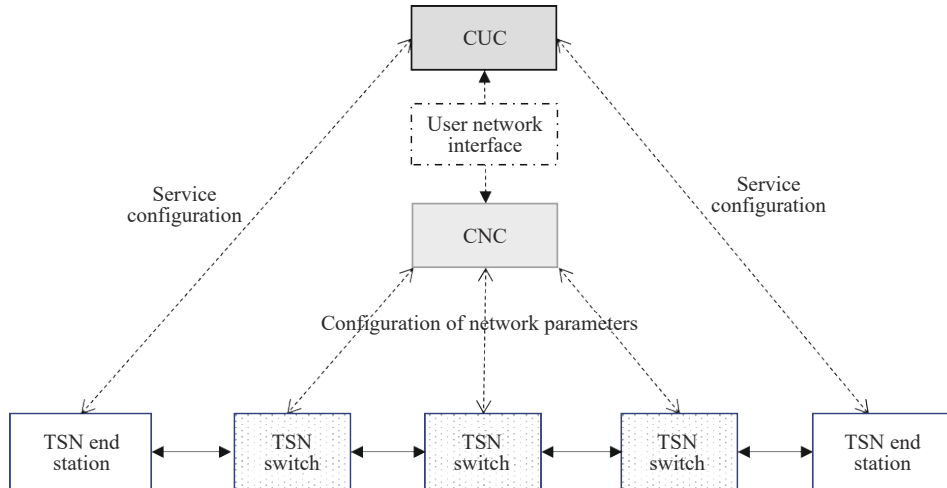 CUC
User network
interface
Service
configuration
Service
configuration
CNC
Configuration of network parameters
TSN end
station
TSN
switch
TSN
switch
TSN
switch
TSN end
station